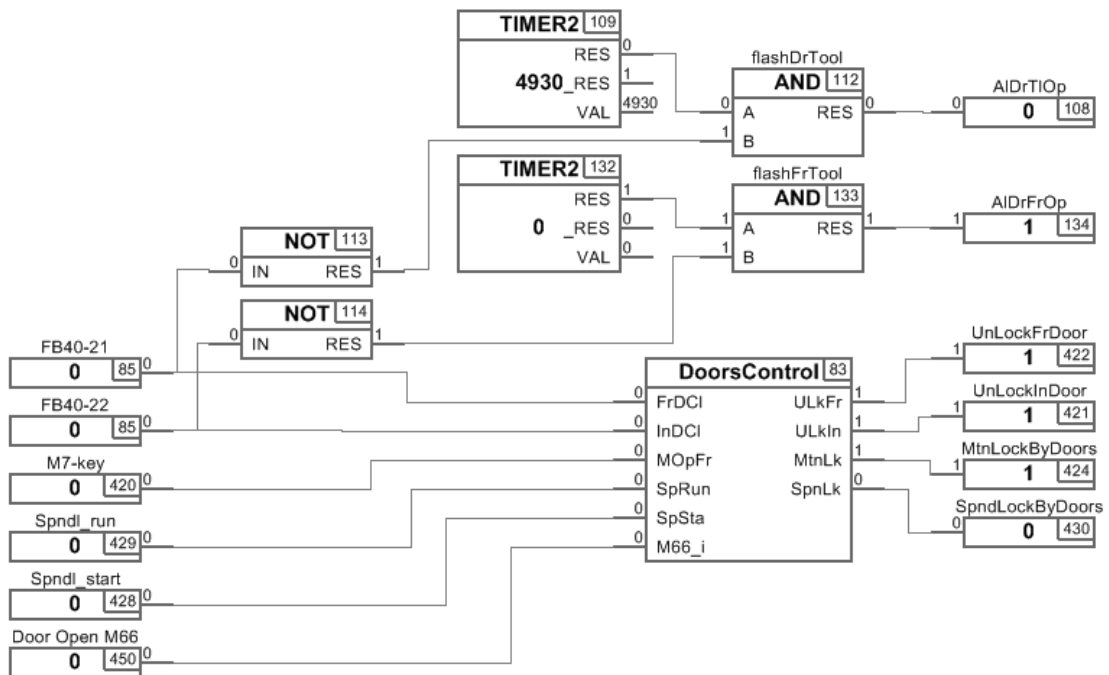 TIMER2 109
0
RES
4930 _RES 1
VAL 4930
flashDrTool
AND 112
0 A RES 0
1 B
AlDrTlOp
0 0 108
TIMER2 132
RES 1
0 _RES 0
VAL 0
flashFrTool
AND 133
1 A RES 1
1 B
AlDrFrOp
1 1 134
NOT 113
0 IN RES 1
NOT 114
0 IN RES 1
FB40-21
0 85 0
FB40-22
0 85 0
M7-key
0 420 0
Spndl_run
0 429 0
Spndl_start
0 428 0
Door Open M66
0 450 0
DoorsControl 83
0 FrDCl ULkFr 1
0 InDCl ULkIn 1
0 MOpFr MtnLk 1
0 SpRun SpnLk 0
0 SpSta
0 M66_i
UnLockFrDoor
1 1 422
UnLockInDoor
1 1 421
MtnLockByDoors
1 1 424
SpndLockByDoors
0 0 430